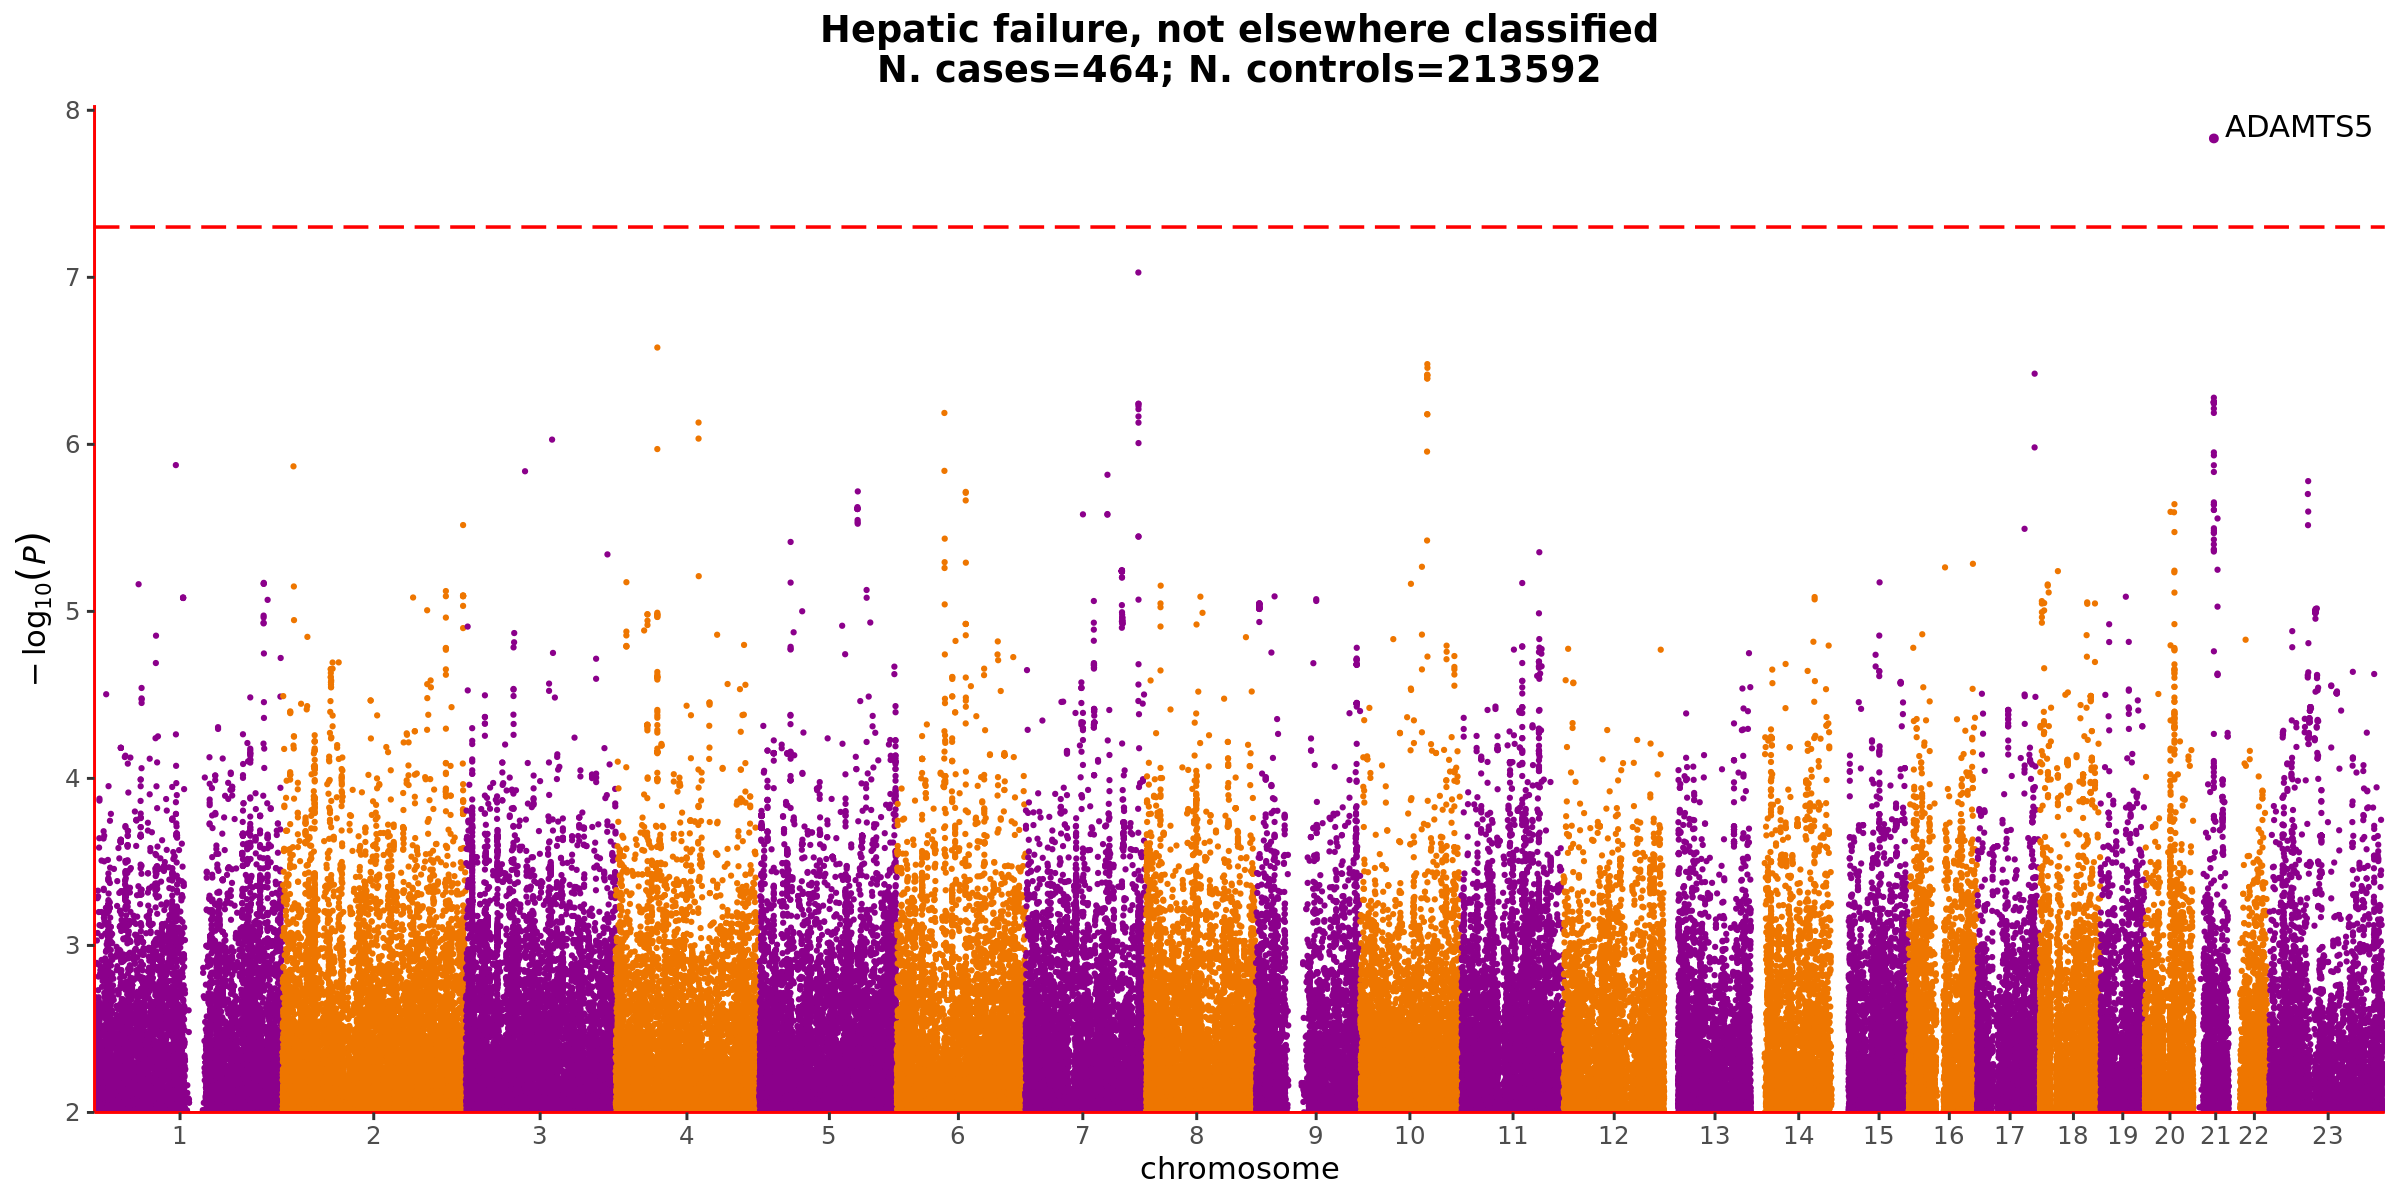 Hepatic failure, not elsewhere classified
N. cases=464; N. controls=213592
ADAMTS5
8
7
6
5
4
3
2
−log10(P)
1 2 3 4 5 6 7 8 9 10 11 12 13 14 15 16 17 18 19 20 21 22 23
chromosome